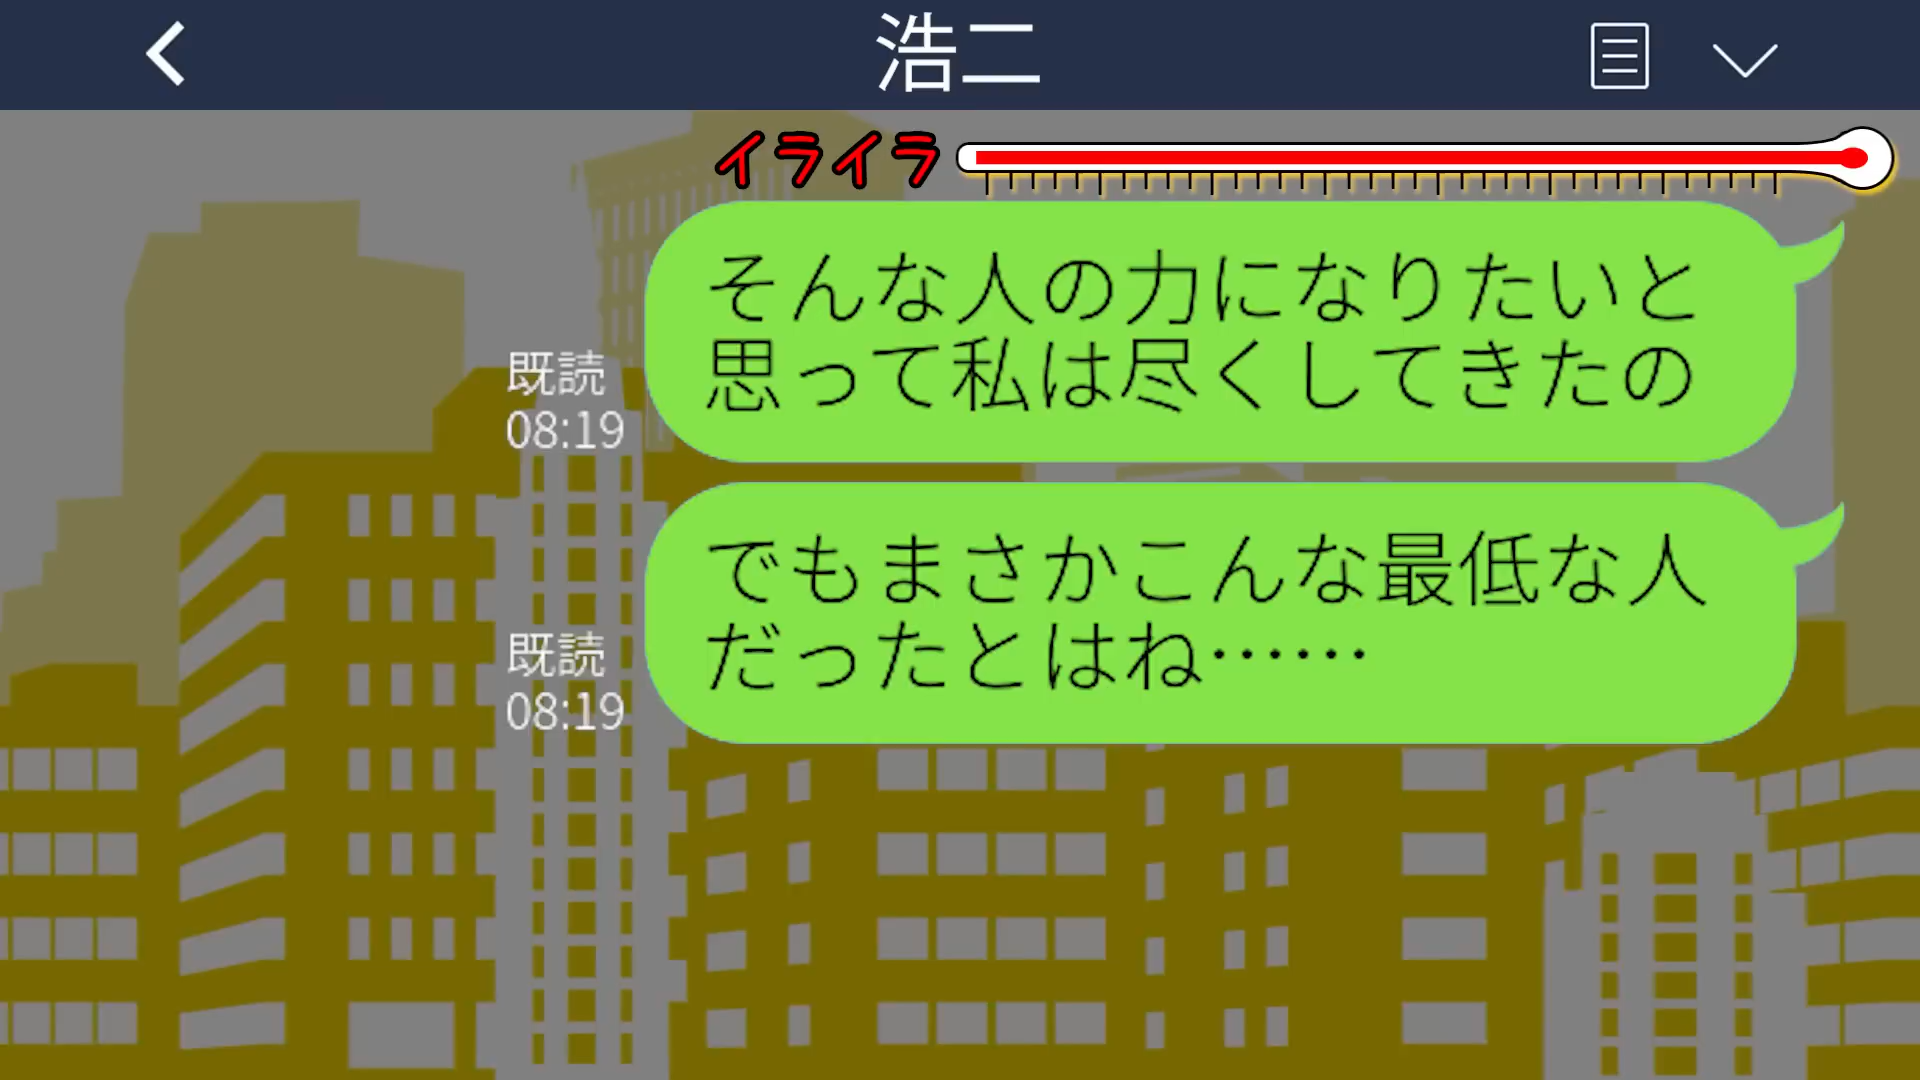 浩二
イライラ
そんな人の力になりたいと
思って私は尽くしてきたの
既読
08:19
でもまさかこんな最低な人
だったとはね……
既読
08:19